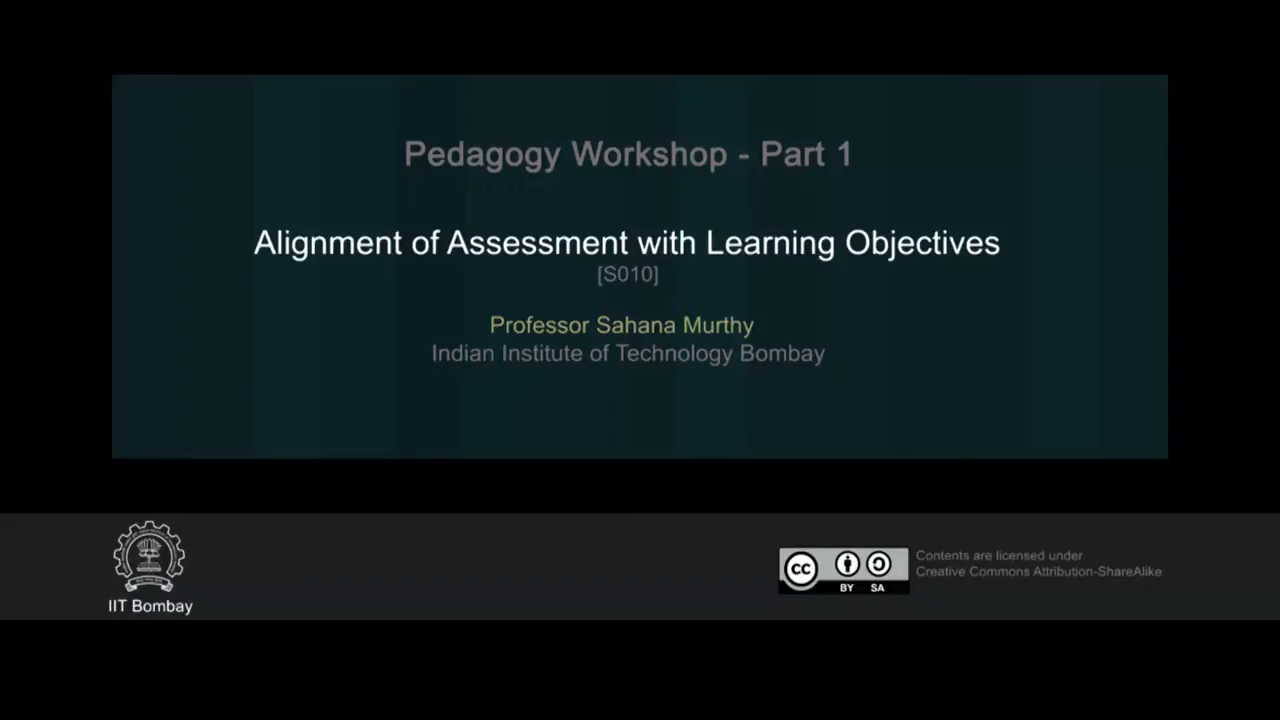 Pedagogy Workshop - Part 1
Alignment of Assessment with Learning Objectives
[S010]
Professor Sahana Murthy
Indian Institute of Technology Bombay
IIT Bombay
cc
BY SA
Contents are licensed under
Creative Commons Attribution-ShareAlike